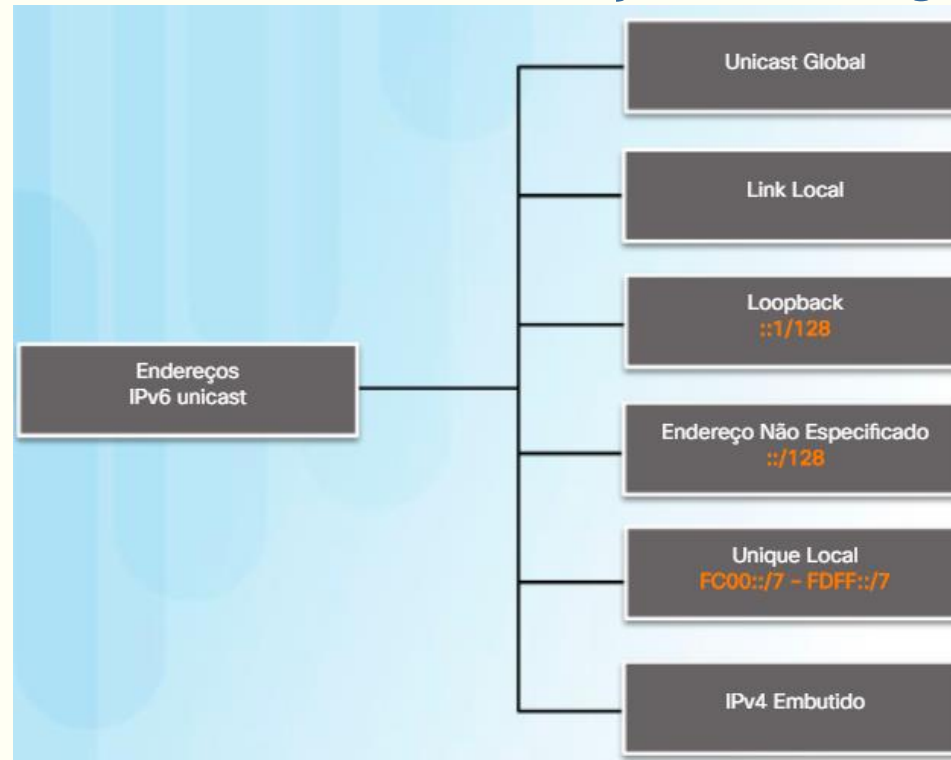 Unicast Global
Link Local
Loopback
::1/128
Endereços
IPv6 unicast
Endereço Não Especificado
::/128
Unique Local
FC00::/7 – FDFF::/7
IPv4 Embutido